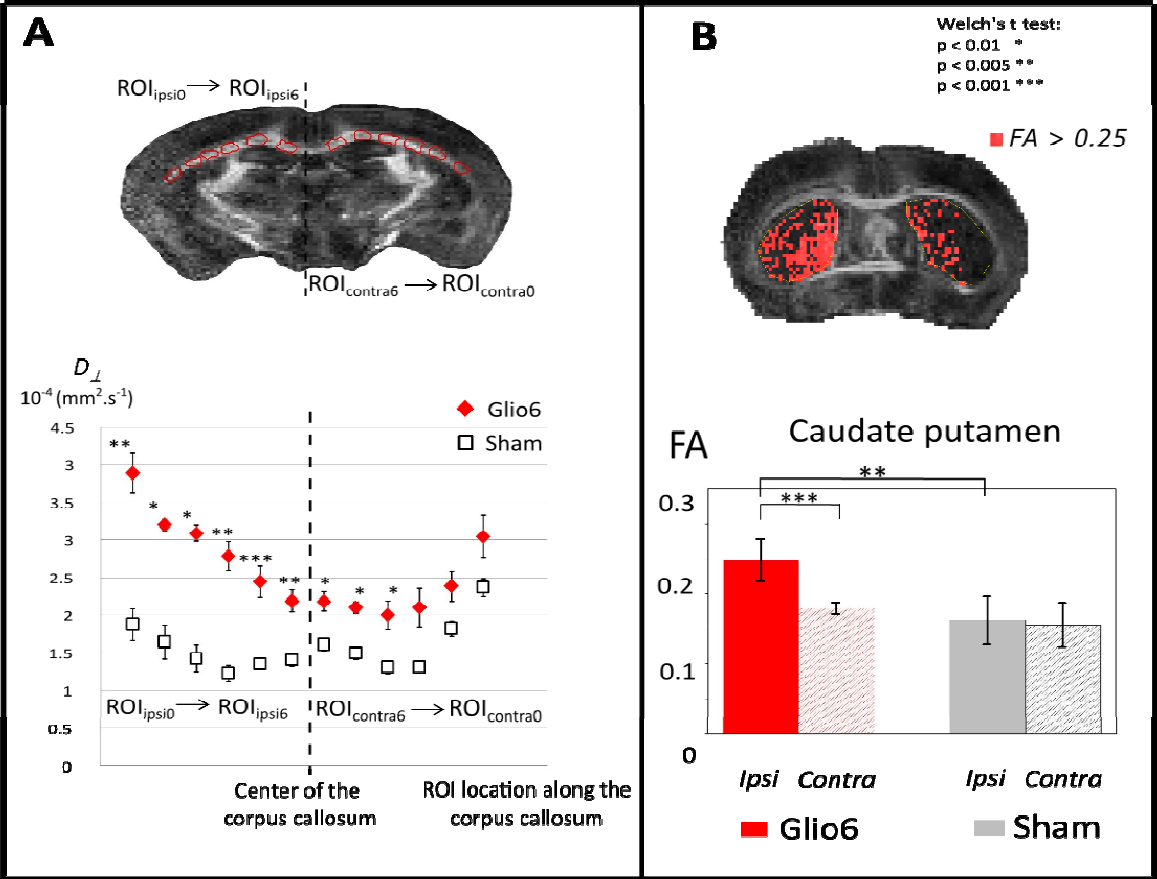 A
ROIipsi0 → ROIipsi6
ROIcontra6 → ROIcontra0
D⊥
10-4 (mm2.s-1)
Glio6
Sham
4.5
3
3.5
3
2.5
2
1.5
1
0.5
0
**
*
*
**
***
**
*
*
*
ROIipsi0 → ROIipsi6
ROIcontra6 → ROIcontra0
Center of the
corpus callosum
ROI location along the
corpus callosum
B
Welch's t test:
p < 0.01 *
p < 0.005 **
p < 0.001 ***
FA > 0.25
Caudate putamen
FA
**
***
0.3
0.2
0.1
0
Ipsi Contra
Ipsi Contra
Glio6
Sham